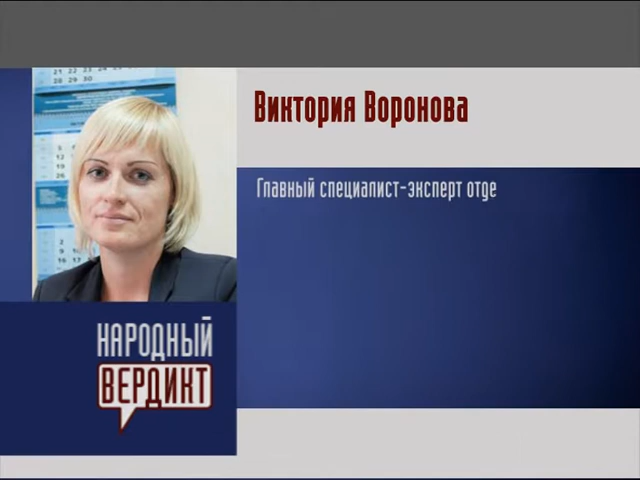 Виктория Воронова
Главный специалист-эксперт отде
НАРОДНЫЙ
ВЕРДИКТ